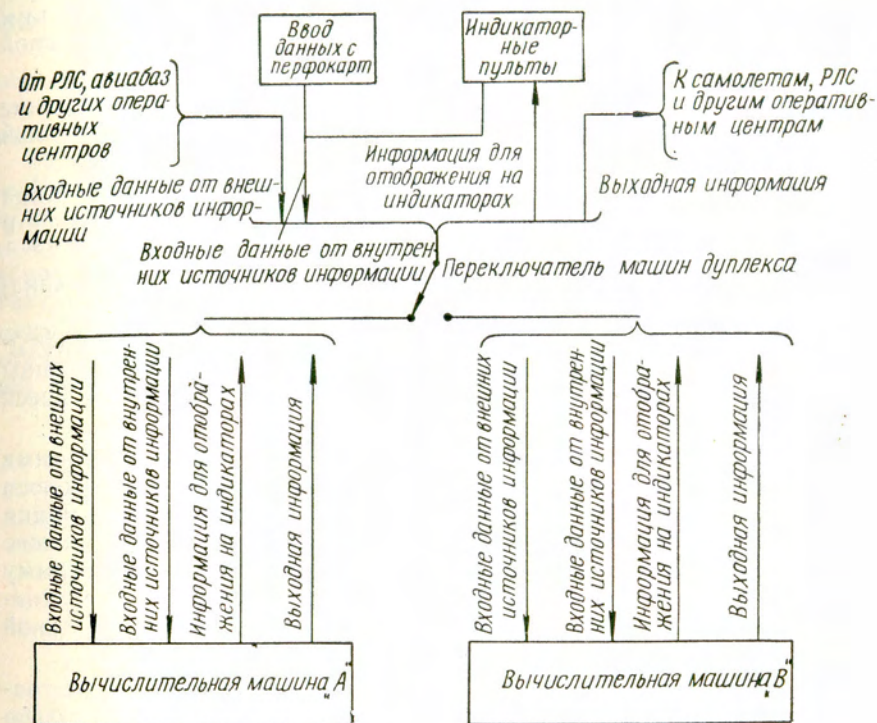 Ввод
данных с
перфокарт
Индикатор-
ные
пульты
От РЛС, авиабаз
и других опера-
тивных
центров
К самолетам, РЛС
и другим оператив-
ным центрам
Входные данные от внеш-
них источников инфор-
мации
Информация для
отображения на
индикаторах
Выходная информация
Входные данные от внутрен-
них источников информации
Переключатель машин дуплекса
Входные данные от внешних
источников информации
Входные данные от внутрен-
них источников информации
Информация для отобра-
жения на индикаторах
Выходная информация
Входные данные от внешних
источников информации
Входные данные от внутрен-
них источников информации
Информация для отобра-
жения на индикаторах
Выходная информация
Вычислительная машина „А"
Вычислительная машина „В"